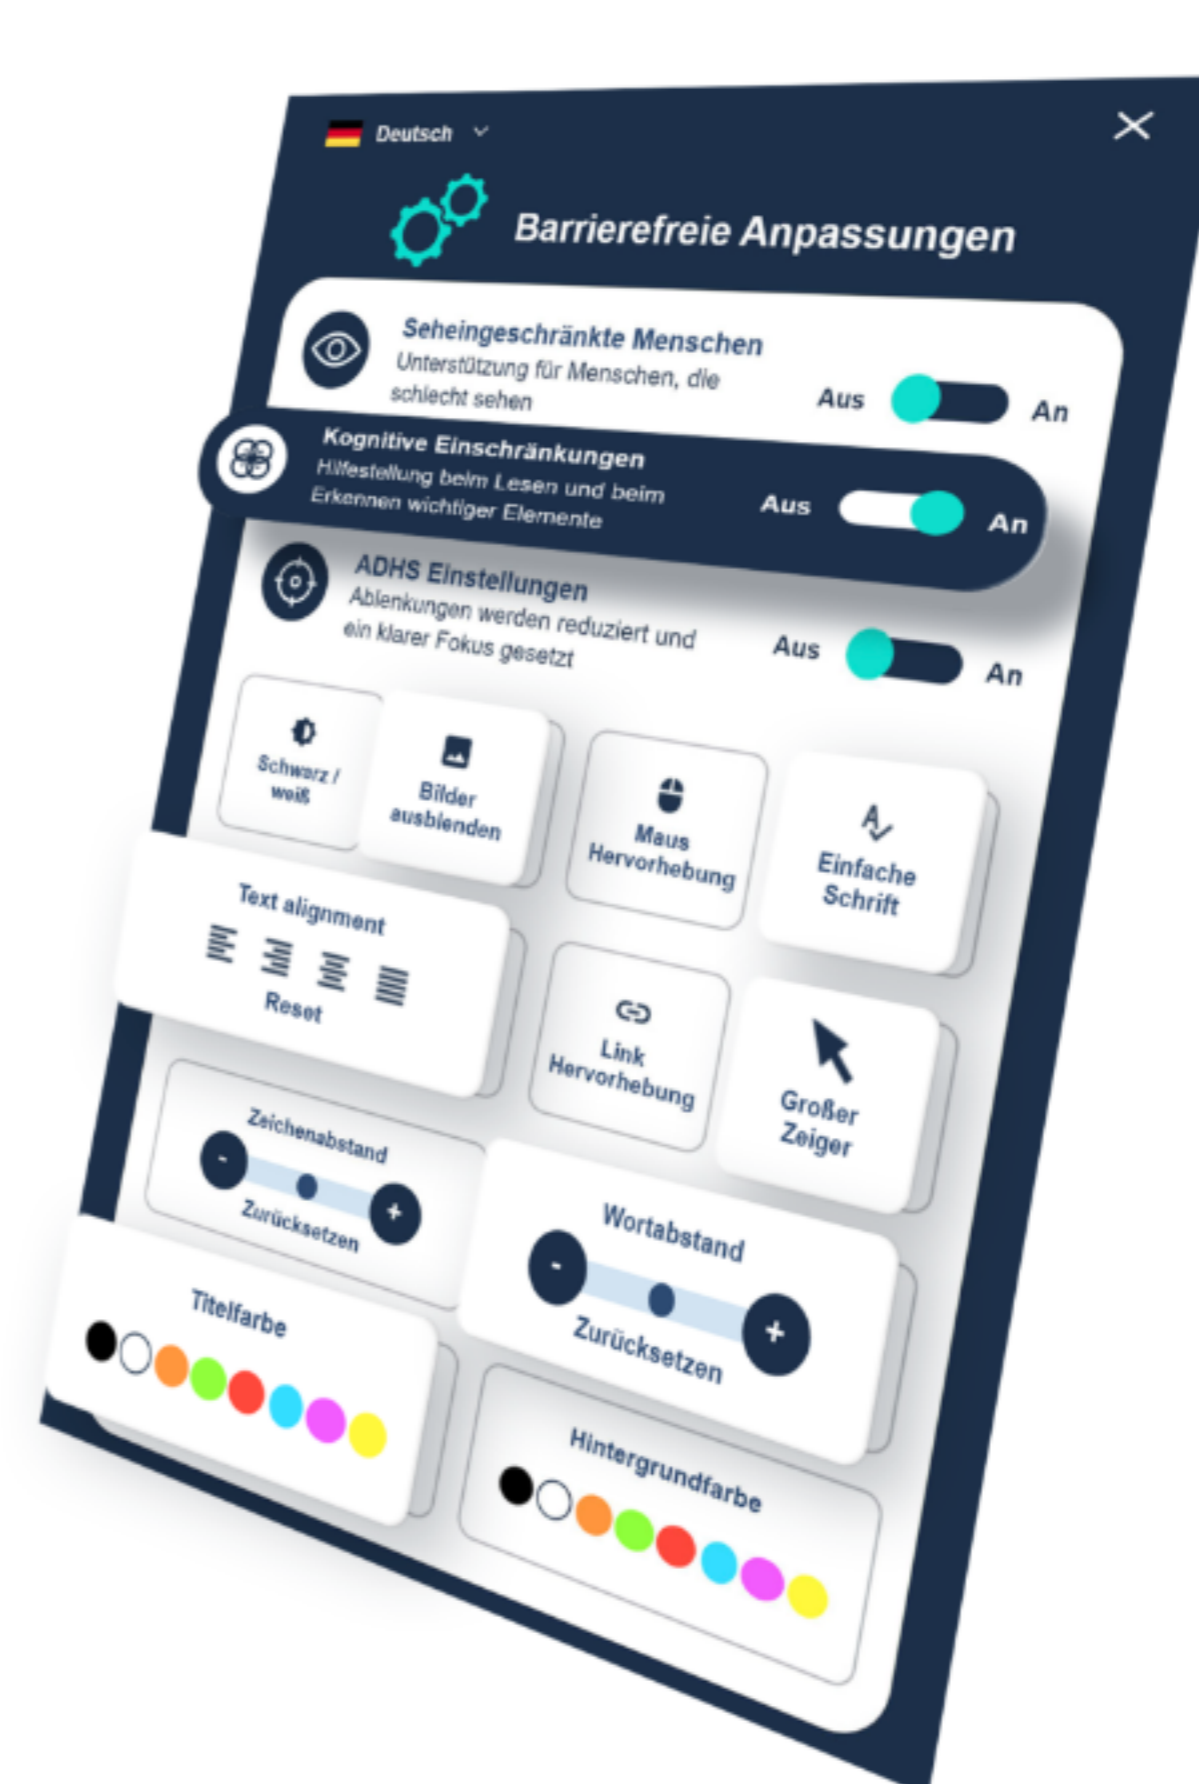 Deutsch
Barrierefreie Anpassungen
Seheingeschränkte Menschen
Unterstützung für Menschen, die
schlecht sehen
Aus An
Kognitive Einschränkungen
Hilfestellung beim Lesen und beim
Erkennen wichtiger Elemente
Aus An
ADHS Einstellungen
Ablenkungen werden reduziert und
ein klarer Fokus gesetzt
Aus An
Schwarz /
weiß
Bilder
ausblenden
Maus
Hervorhebung
Einfache
Schrift
Text alignment
Reset
Link
Hervorhebung
Großer
Zeiger
Zeichenabstand
- +
Zurücksetzen
Wortabstand
- +
Zurücksetzen
Titelfarbe
Hintergrundfarbe